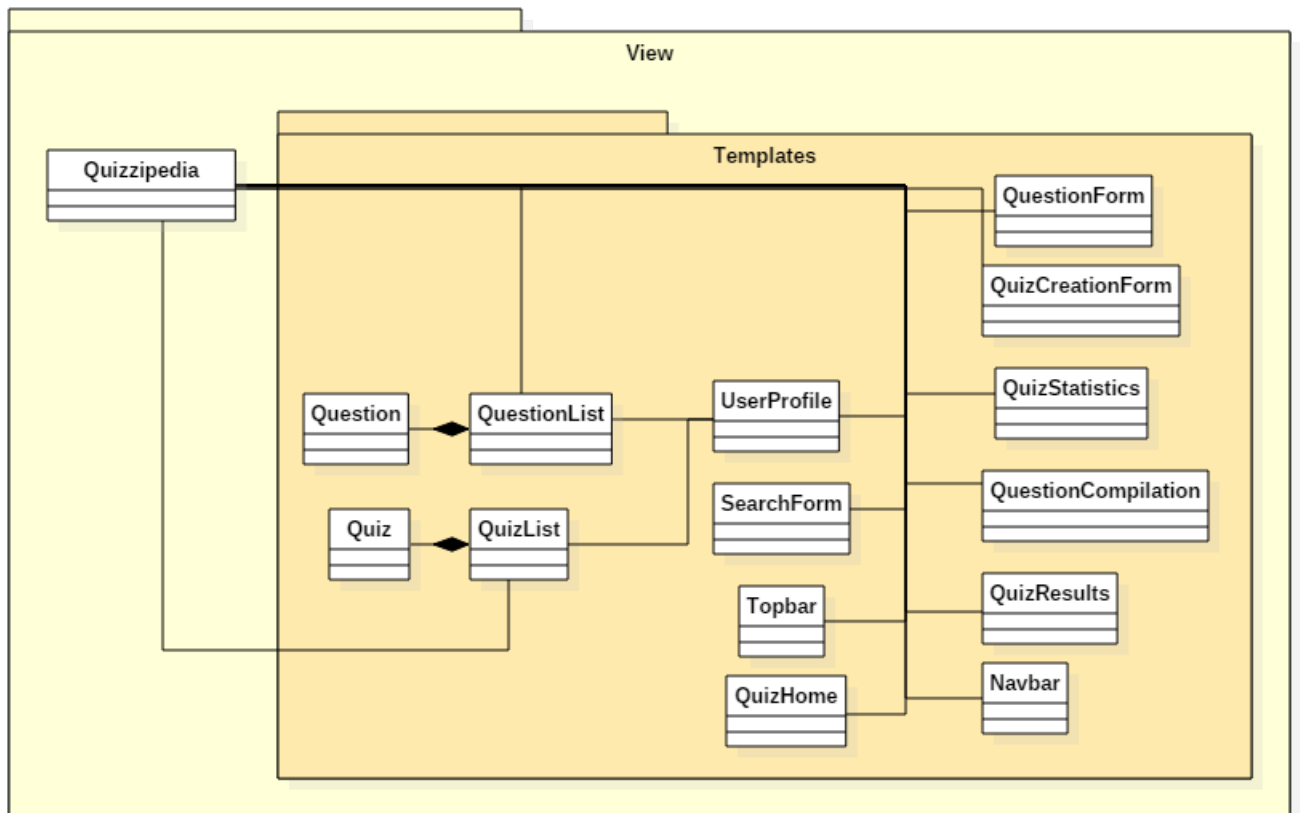 View
Templates
Quizzipedia
QuestionForm
QuizCreationForm
QuizStatistics
UserProfile
Question
QuestionList
QuestionCompilation
SearchForm
Quiz
QuizList
QuizResults
Topbar
Navbar
QuizHome